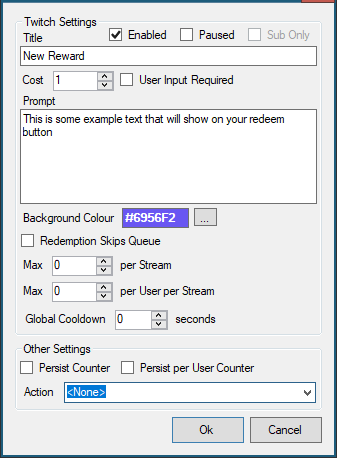 Twitch Settings
Title
Enabled
Paused
Sub Only
New Reward
Cost 1 User Input Required
Prompt
This is some example text that will show on your redeem
button
Background Colour #6956F2 ...
Redemption Skips Queue
Max 0 per Stream
Max 0 per User per Stream
Global Cooldown 0 seconds
Other Settings
Persist Counter Persist per User Counter
Action <None>
Ok Cancel